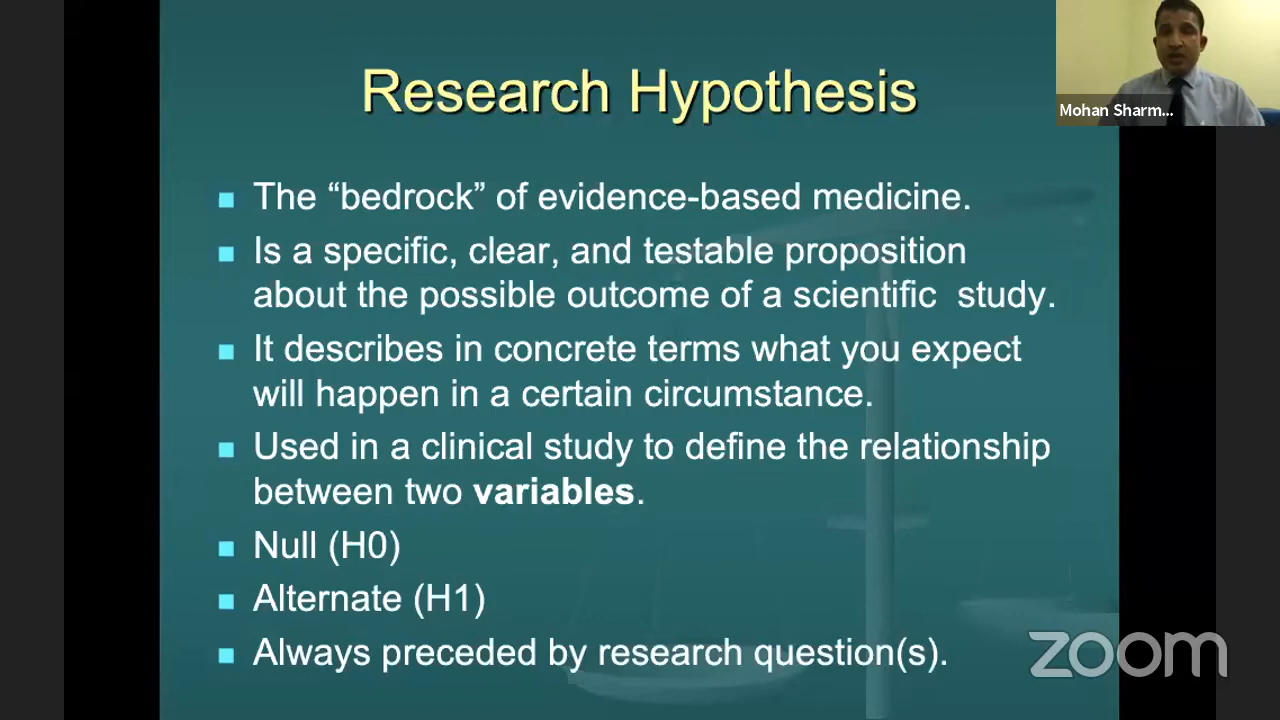 Research Hypothesis
Mohan Sharm...
The “bedrock” of evidence-based medicine.
Is a specific, clear, and testable proposition
about the possible outcome of a scientific  study.
It describes in concrete terms what you expect
will happen in a certain circumstance.
Used in a clinical study to define the relationship
between two variables.
Null (H0)
Alternate (H1)
Always preceded by research question(s).
zoom